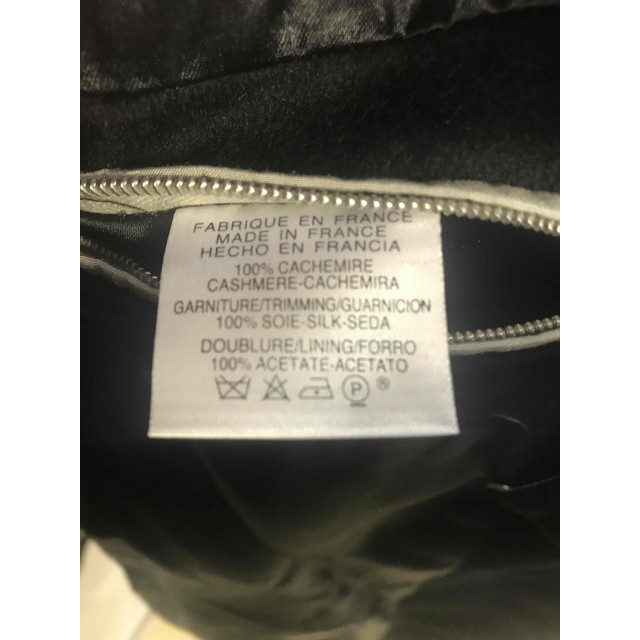 FABRIQUE EN FRANCE
MADE IN FRANCE
HECHO EN FRANCIA
100% CACHEMIRE
CASHMERE-CACHEMIRA
GARNITURE/TRIMMING/GUARNICION
100% SOIE-SILK-SEDA
DOUBLURE/LINING/FORRO
100% ACETATE-ACETATO
P ®